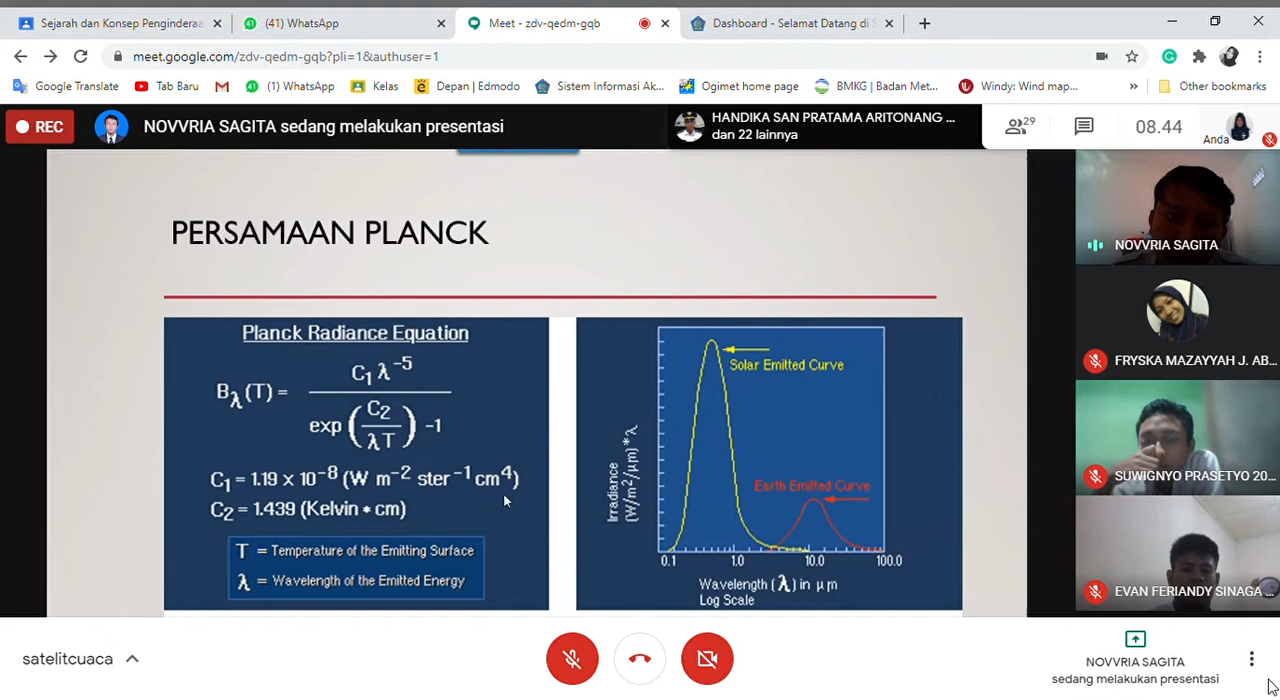 Sejarah dan Konsep Penginderaa
(41) WhatsApp
Meet - zdv-qedm-gqb
Dashboard - Selamat Datang di S
meet.google.com/zdv-qedm-gqb?pli=1&authuser=1
Google Translate
Tab Baru
(1) WhatsApp
Kelas
Depan | Edmodo
Sistem Informasi Ak...
Ogimet home page
BMKG | Badan Met...
Windy: Wind map...
»
Other bookmarks
REC
NOVVRIA SAGITA sedang melakukan presentasi
HANDIKA SAN PRATAMA ARITONANG ...
dan 22 lainnya
29
08.44
Anda
PERSAMAAN PLANCK
Planck Radiance Equation
Bλ(T) = C₁λ⁻⁵ / exp(C₂/λT) -1
C₁ = 1.19 x 10⁻⁸ (W m⁻² ster⁻¹ cm⁴)
C₂ = 1.439 (Kelvin • cm)
T = Temperature of the Emitting Surface
λ = Wavelength of the Emitted Energy
Solar Emitted Curve
Earth Emitted Curve
Irradiance
(W/m²/μm)*λ
0.1 1.0 10.0 100.0
Wavelength (λ) in μm
Log Scale
NOVVRIA SAGITA
FRYSKA MAZAYYAH J. AB...
SUWIGNYO PRASETYO 20...
EVAN FERIANDY SINAGA ...
satelitcuaca
NOVVRIA SAGITA
sedang melakukan presentasi